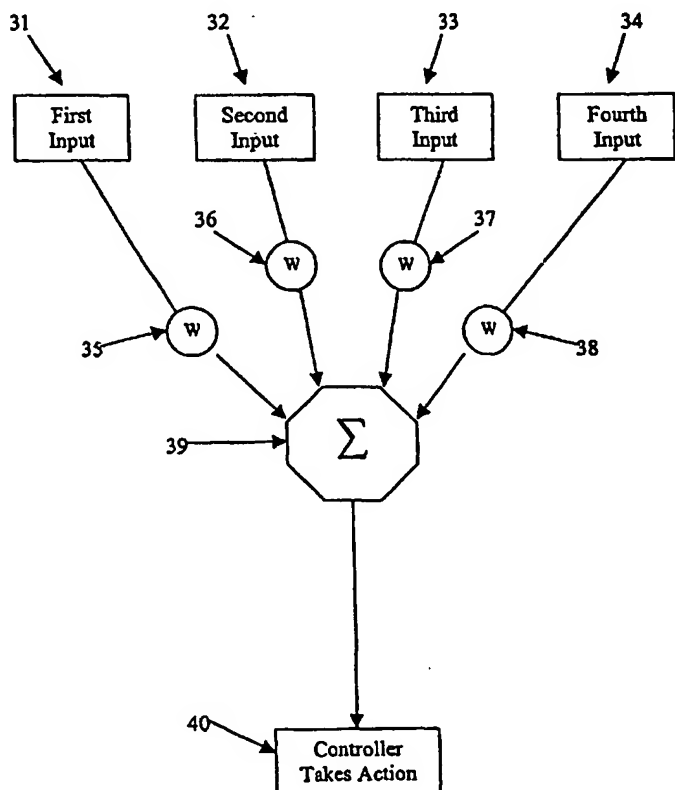 31
32
33
34
First
Input
Second
Input
Third
Input
Fourth
Input
36
37
W
W
35
W
W
38
39
Σ
40
Controller
Takes Action